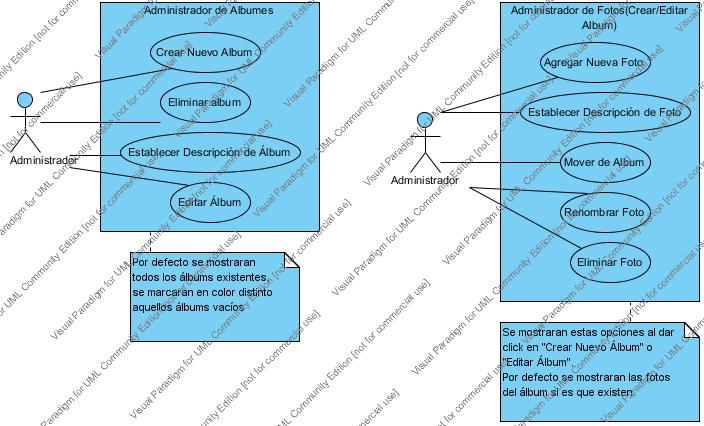 Administrador de Albumes
Crear Nuevo Album
Eliminar album
Establecer Descripción de Álbum
Editar Álbum
Administrador
Por defecto se mostraran
todos los álbums existentes,
se marcaran en color distinto
aquellos álbums vacíos
Administrador de Fotos(Crear/Editar
Album)
Agregar Nueva Foto
Establecer Descripción de Foto
Mover de Album
Renombrar Foto
Eliminar Foto
Administrador
Se mostraran estas opciones al dar
click en "Crear Nuevo Álbum" o
"Editar Álbum".
Por defecto se mostraran las fotos
del álbum si es que existen.
Visual Paradigm for UML Community Edition [not for commercial use]